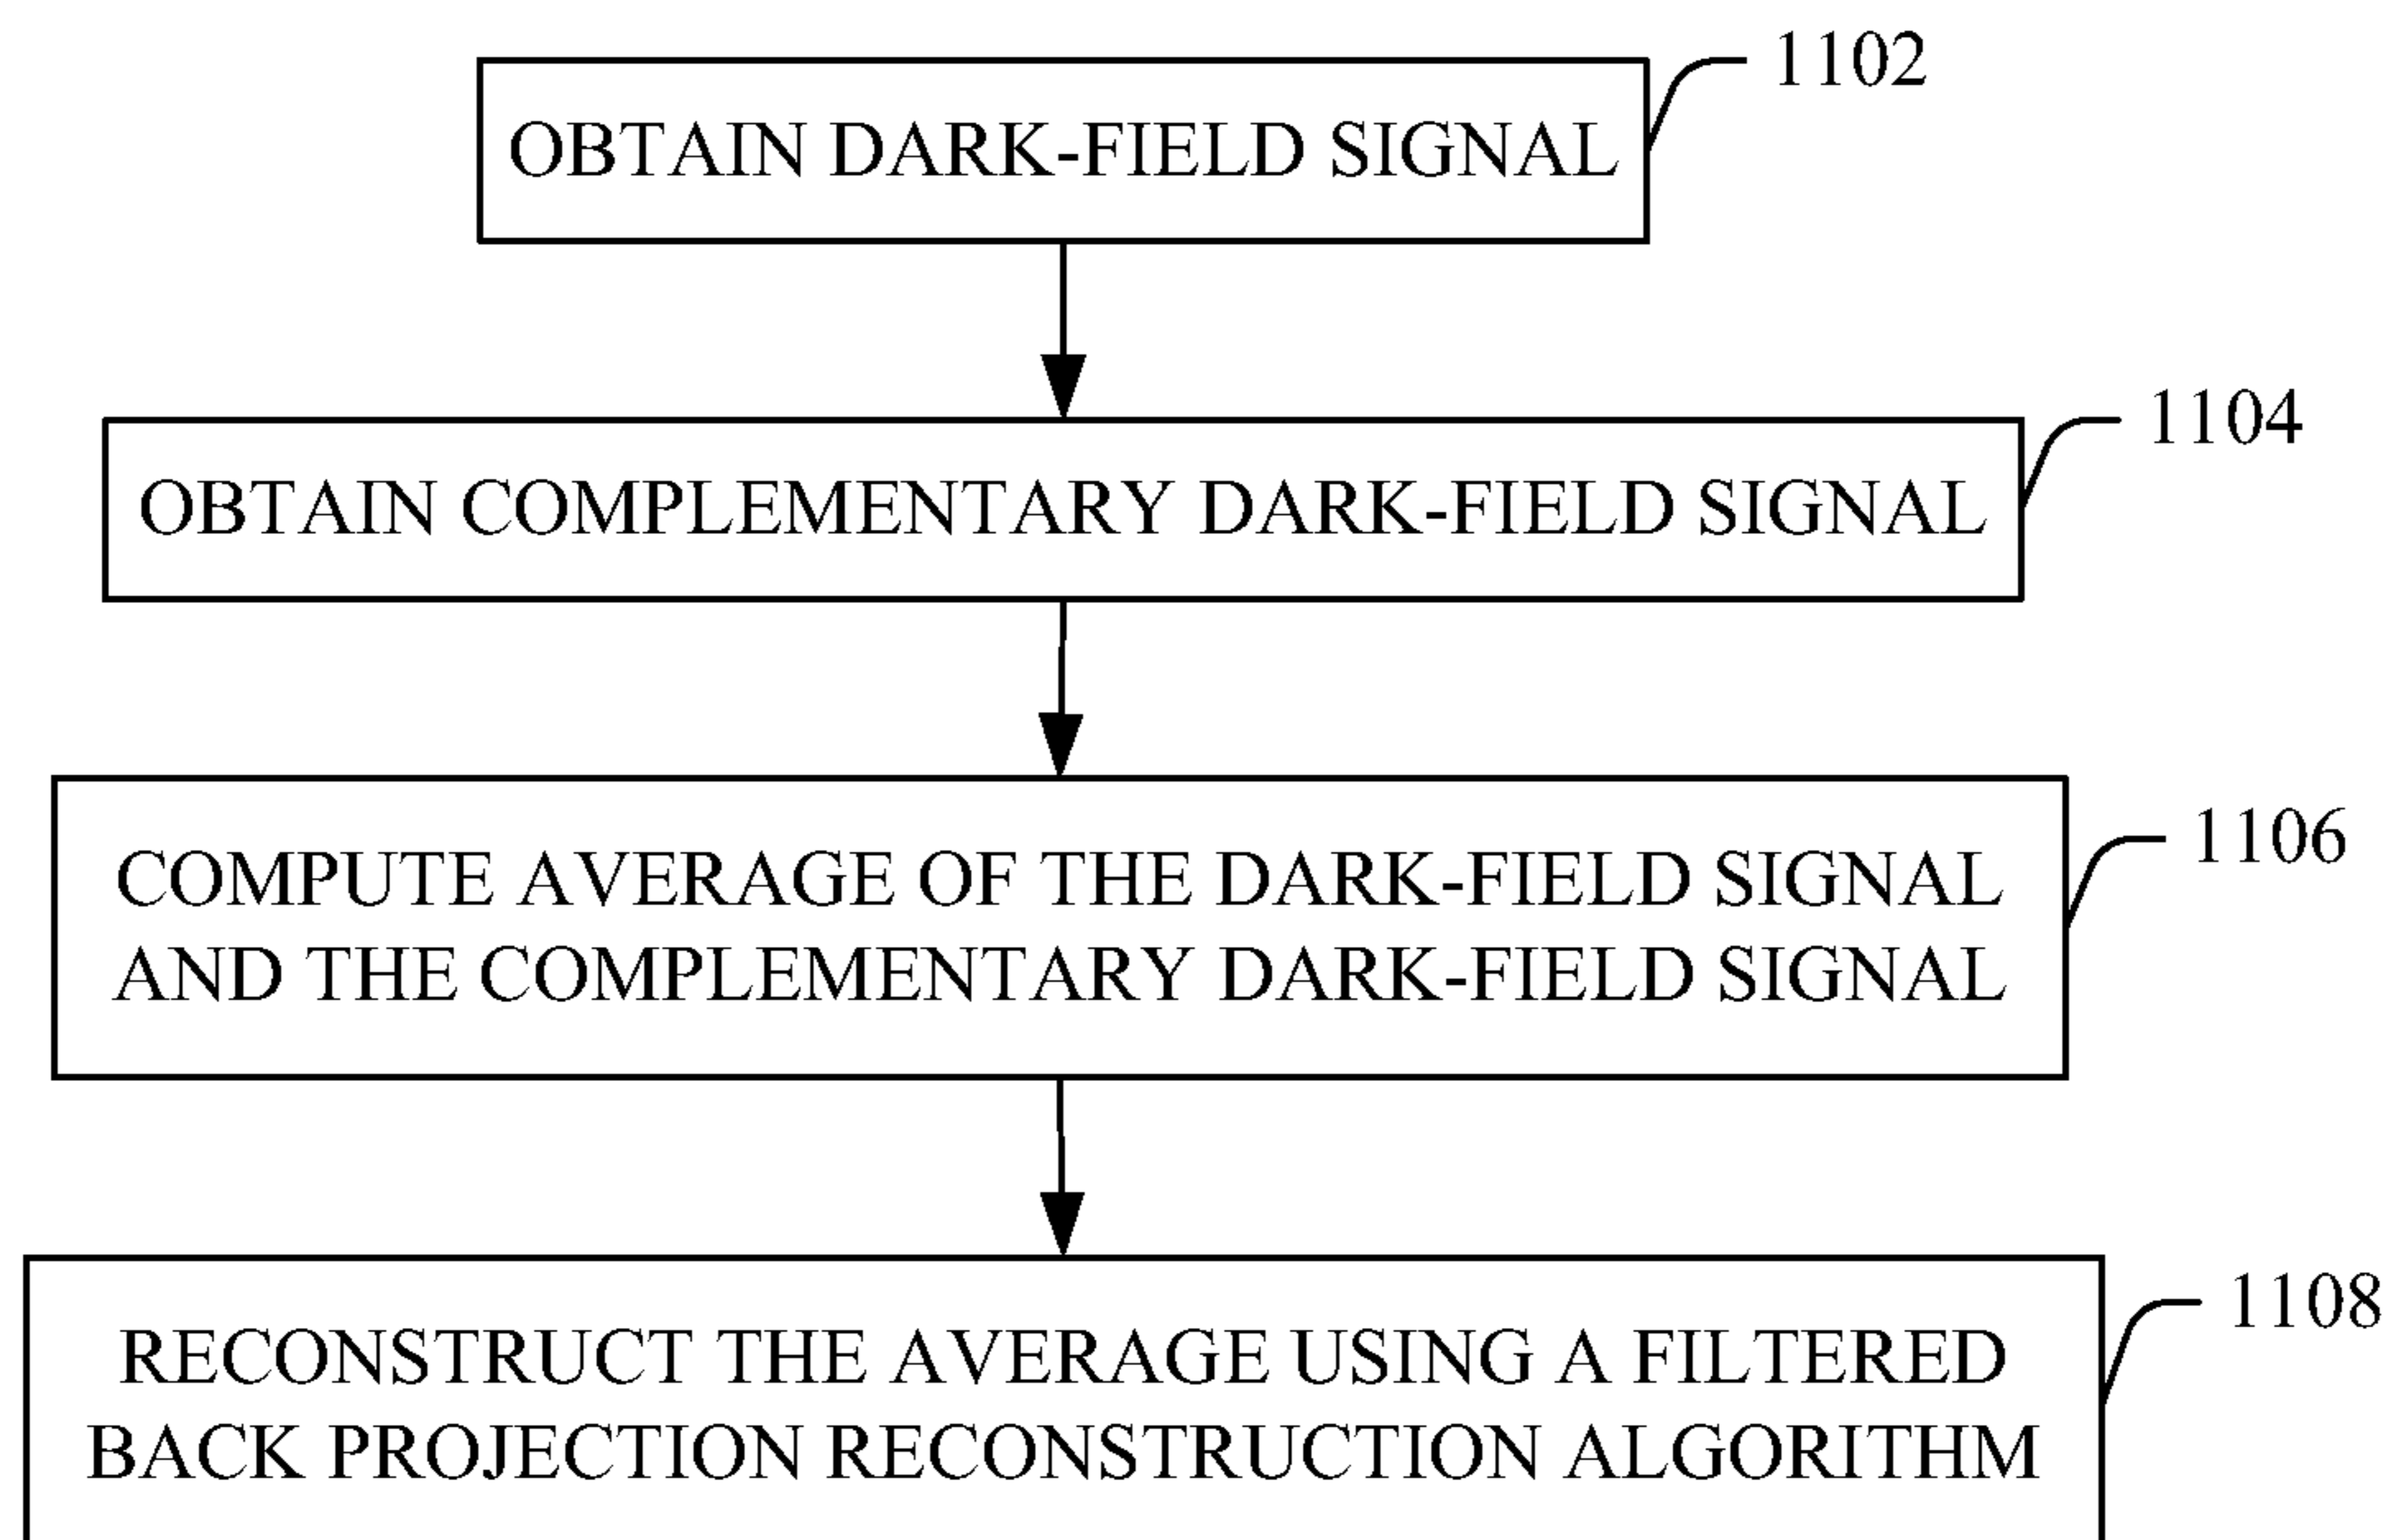 1102
OBTAIN DARK-FIELD SIGNAL
1104
OBTAIN COMPLEMENTARY DARK-FIELD SIGNAL
1106
COMPUTE AVERAGE OF THE DARK-FIELD SIGNAL
AND THE COMPLEMENTARY DARK-FIELD SIGNAL
1108
RECONSTRUCT THE AVERAGE USING A FILTERED
BACK PROJECTION RECONSTRUCTION ALGORITHM